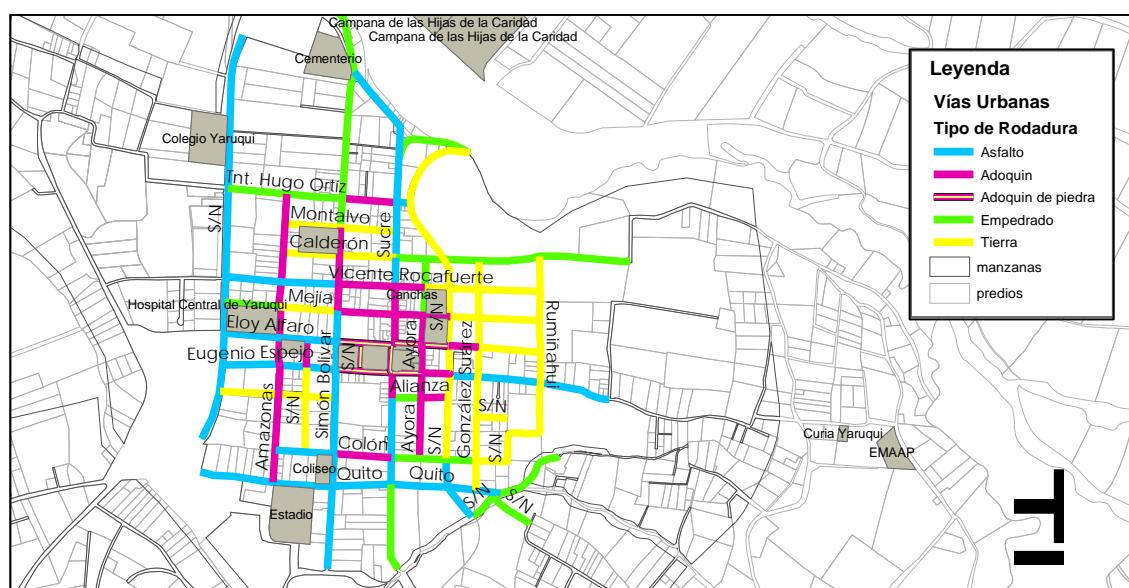 Campana de las Hijas de la Caridad
Campana de las Hijas de la Caridad
Cementerio
Colegio Yaruqui
Tnt. Hugo Ortiz
S/N
Montalvo
Sucre
Calderón
Vicente Rocafuerte
Canchas
Hospital Central de Yaruqui
Mejía
S/N
Rumiñahui
Eloy Alfaro
Simón Bolívar
S/N
Ayora
González Suárez
Eugenio Espejo
Alianza
Amazonas
S/N
S/N
Ayora
S/N
S/N
Colón
Coliseo
Quito
Quito
S/N
S/N
Estadio
Curia Yaruqui
EMAAP
Leyenda
Vías Urbanas
Tipo de Rodadura
Asfalto
Adoquin
Adoquin de piedra
Empedrado
Tierra
manzanas
predios